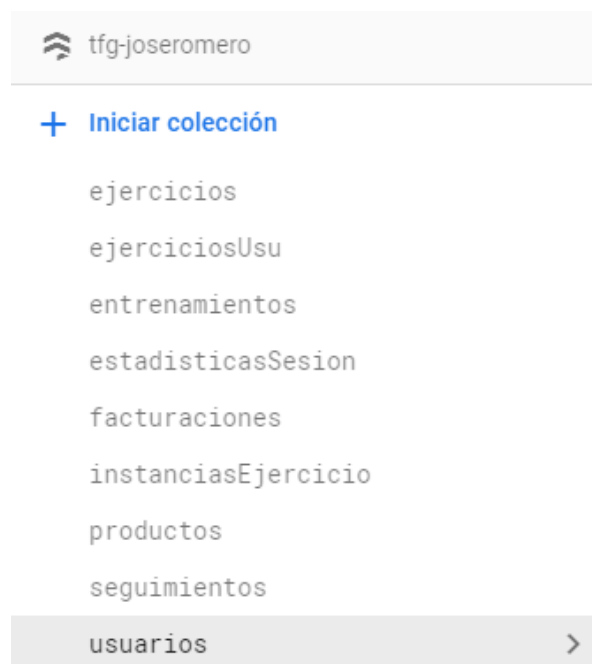 tfg-joseromero
Iniciar colección
ejercicios
ejerciciosUsu
entrenamientos
estadisticasSesion
facturaciones
instanciasEjercicio
productos
seguimientos
usuarios